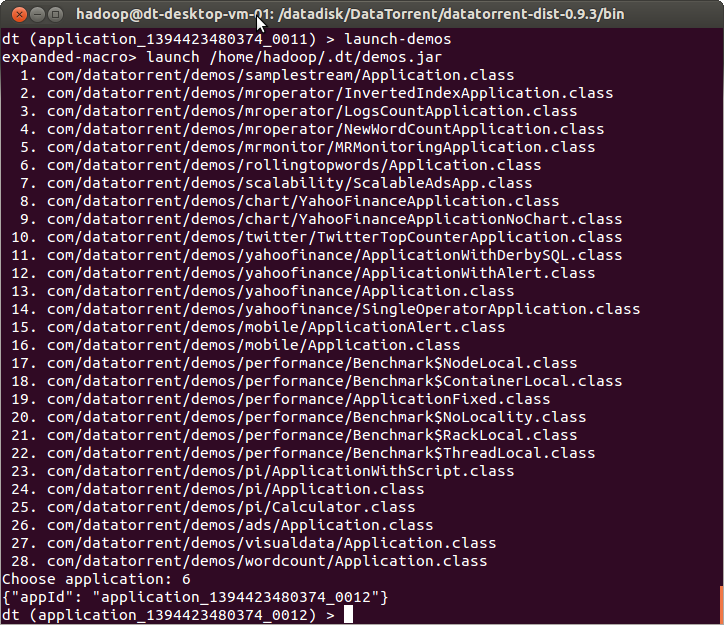 hadoop@dt-desktop-vm-01: /datadisk/DataTorrent/datatorrent-dist-0.9.3/bin
dt (application_1394423480374_0011) > launch-demos
expanded-macro> launch /home/hadoop/.dt/demos.jar
1. com/datatorrent/demos/samplestream/Application.class
2. com/datatorrent/demos/mroperator/InvertedIndexApplication.class
3. com/datatorrent/demos/mroperator/LogsCountApplication.class
4. com/datatorrent/demos/mroperator/NewWordCountApplication.class
5. com/datatorrent/demos/mrmonitor/MRMonitoringApplication.class
6. com/datatorrent/demos/rollingtopwords/Application.class
7. com/datatorrent/demos/scalability/ScalableAdsApp.class
8. com/datatorrent/demos/chart/YahooFinanceApplication.class
9. com/datatorrent/demos/chart/YahooFinanceApplicationNoChart.class
10. com/datatorrent/demos/twitter/TwitterTopCounterApplication.class
11. com/datatorrent/demos/yahoofinance/ApplicationWithDerbySQL.class
12. com/datatorrent/demos/yahoofinance/ApplicationWithAlert.class
13. com/datatorrent/demos/yahoofinance/Application.class
14. com/datatorrent/demos/yahoofinance/SingleOperatorApplication.class
15. com/datatorrent/demos/mobile/ApplicationAlert.class
16. com/datatorrent/demos/mobile/Application.class
17. com/datatorrent/demos/performance/Benchmark$NodeLocal.class
18. com/datatorrent/demos/performance/Benchmark$ContainerLocal.class
19. com/datatorrent/demos/performance/ApplicationFixed.class
20. com/datatorrent/demos/performance/Benchmark$NoLocality.class
21. com/datatorrent/demos/performance/Benchmark$RackLocal.class
22. com/datatorrent/demos/performance/Benchmark$ThreadLocal.class
23. com/datatorrent/demos/pi/ApplicationWithScript.class
24. com/datatorrent/demos/pi/Application.class
25. com/datatorrent/demos/pi/Calculator.class
26. com/datatorrent/demos/ads/Application.class
27. com/datatorrent/demos/visualdata/Application.class
28. com/datatorrent/demos/wordcount/Application.class
Choose application: 6
{"appId": "application_1394423480374_0012"}
dt (application_1394423480374_0012) >